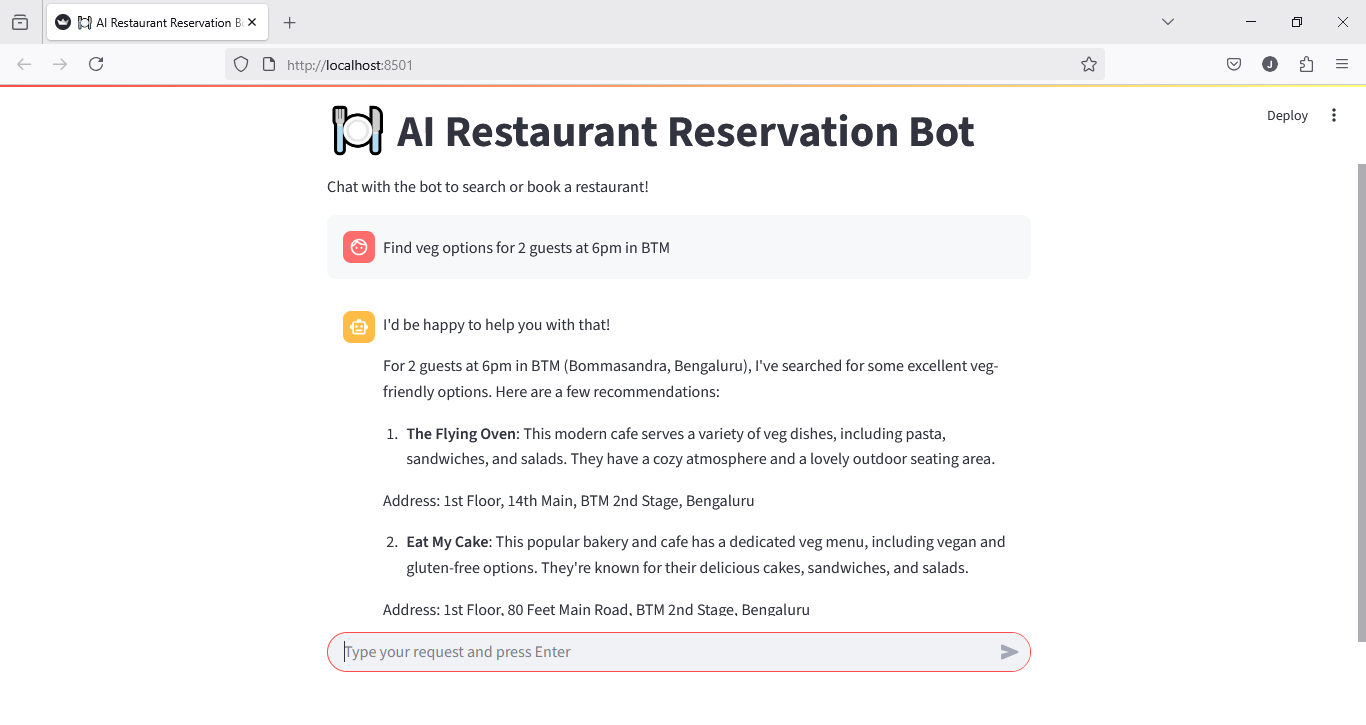 AI Restaurant Reservation B
http://localhost:8501
J
Deploy
AI Restaurant Reservation Bot
Chat with the bot to search or book a restaurant!
Find veg options for 2 guests at 6pm in BTM
I'd be happy to help you with that!
For 2 guests at 6pm in BTM (Bommasandra, Bengaluru), I've searched for some excellent veg-
friendly options. Here are a few recommendations:
1. The Flying Oven: This modern cafe serves a variety of veg dishes, including pasta,
sandwiches, and salads. They have a cozy atmosphere and a lovely outdoor seating area.
Address: 1st Floor, 14th Main, BTM 2nd Stage, Bengaluru
2. Eat My Cake: This popular bakery and cafe has a dedicated veg menu, including vegan and
gluten-free options. They're known for their delicious cakes, sandwiches, and salads.
Address: 1st Floor, 80 Feet Main Road, BTM 2nd Stage, Bengaluru
Type your request and press Enter